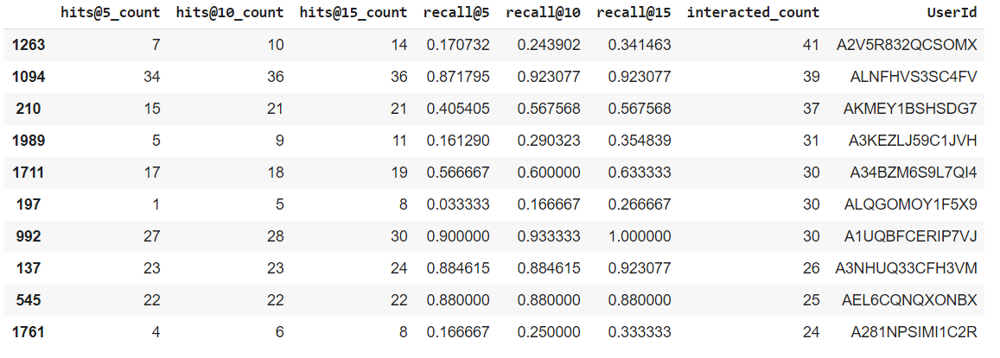 hits@5_count hits@10_count hits@15_count recall@5 recall@10 recall@15 interacted_count UserId
1263 7 10 14 0.170732 0.243902 0.341463 41 A2V5R832QCSOMX
1094 34 36 36 0.871795 0.923077 0.923077 39 ALNFHVS3SC4FV
210 15 21 21 0.405405 0.567568 0.567568 37 AKMEY1BSHSDG7
1989 5 9 11 0.161290 0.290323 0.354839 31 A3KEZLJ59C1JVH
1711 17 18 19 0.566667 0.600000 0.633333 30 A34BZM6S9L7QI4
197 1 5 8 0.033333 0.166667 0.266667 30 ALQGOMOY1F5X9
992 27 28 30 0.900000 0.933333 1.000000 30 A1UQBFCERIP7VJ
137 23 23 24 0.884615 0.884615 0.923077 26 A3NHUQ33CFH3VM
545 22 22 22 0.880000 0.880000 0.880000 25 AEL6CQNQXONBX
1761 4 6 8 0.166667 0.250000 0.333333 24 A281NPSIMI1C2R